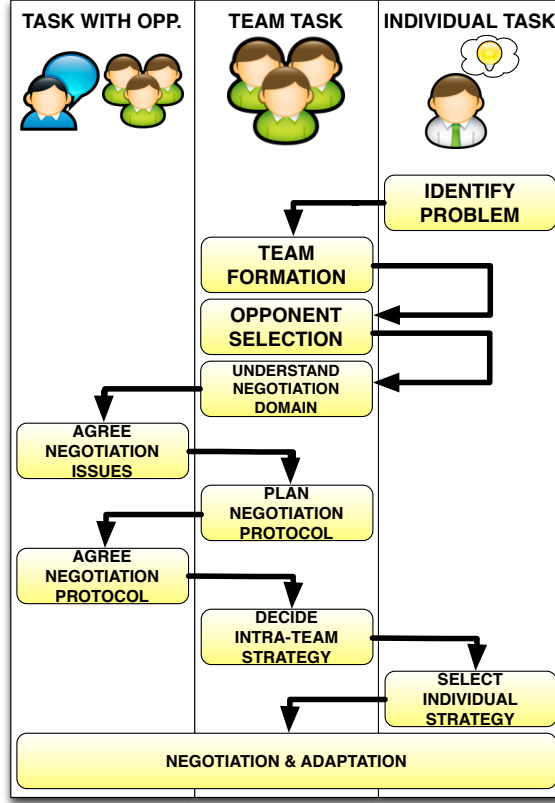 TASK WITH OPP.
TEAM TASK
INDIVIDUAL TASK
IDENTIFY
PROBLEM
TEAM
FORMATION
OPPONENT
SELECTION
UNDERSTAND
NEGOTIATION
DOMAIN
AGREE
NEGOTIATION
ISSUES
PLAN
NEGOTIATION
PROTOCOL
AGREE
NEGOTIATION
PROTOCOL
DECIDE
INTRA-TEAM
STRATEGY
SELECT
INDIVIDUAL
STRATEGY
NEGOTIATION & ADAPTATION